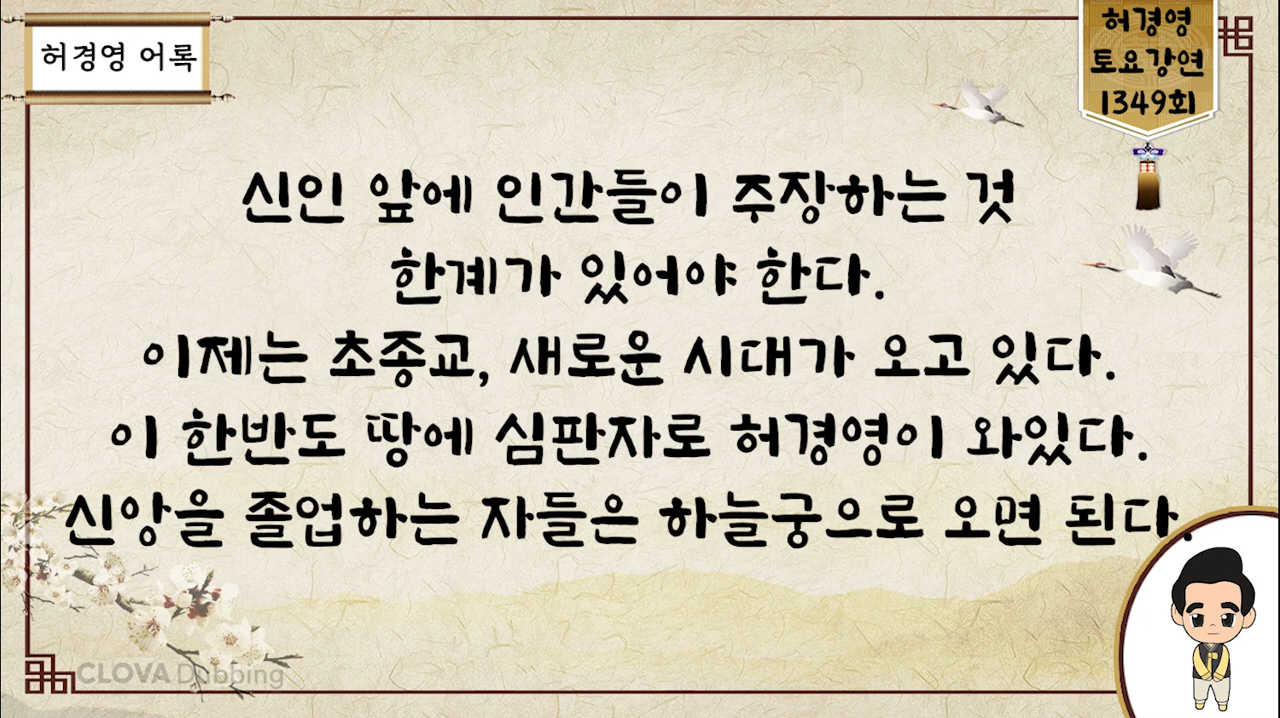 허경영 어록
허경영
토요강연
1349회
신인 앞에 인간들이 주장하는 것
한계가 있어야 한다.
이제는 초종교, 새로운 시대가 오고 있다.
이 한반도 땅에 심판자로 허경영이 와있다.
신앙을 졸업하는 자들은 하늘궁으로 오면 된다.
CLOVA Dubbing